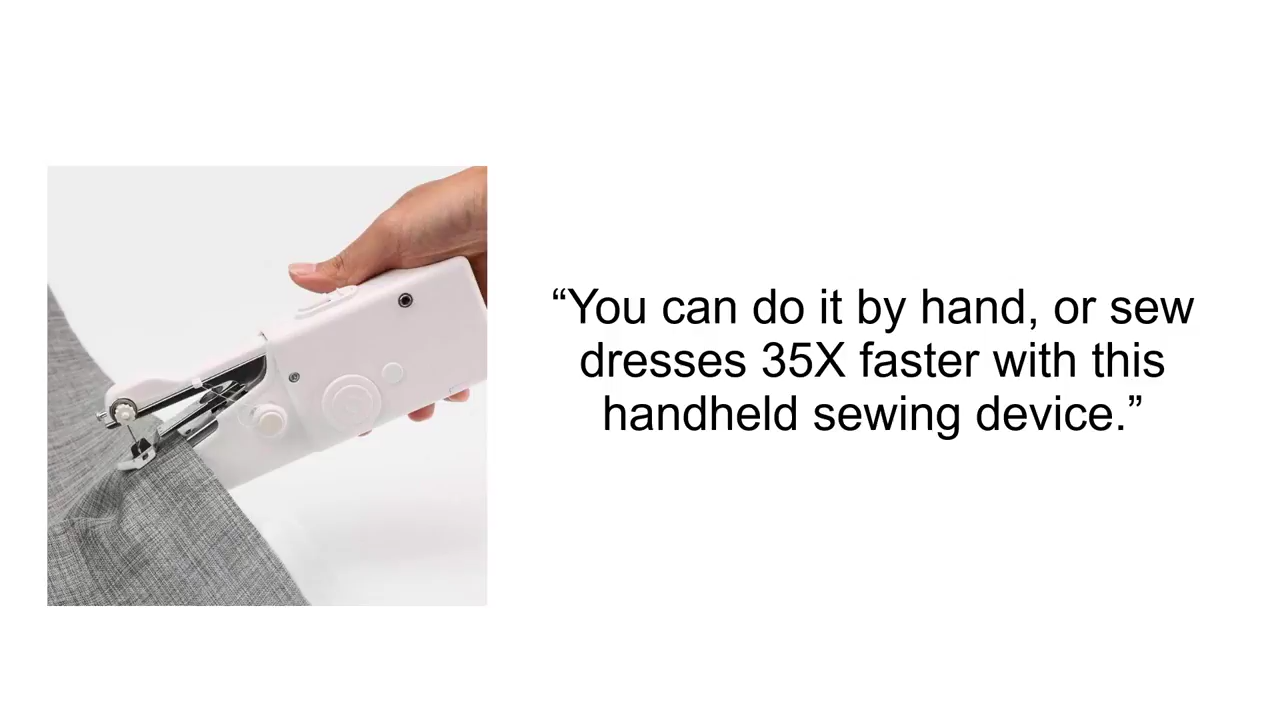 “You can do it by hand, or sew
dresses 35X faster with this
handheld sewing device.”